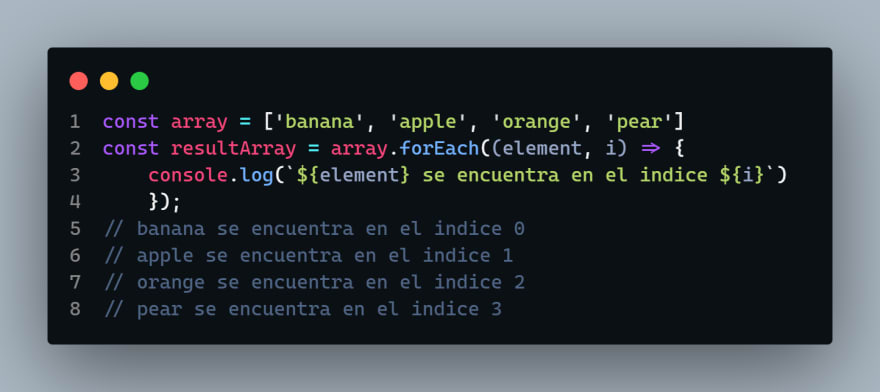 1 const array = ['banana', 'apple', 'orange', 'pear']
2 const resultArray = array.forEach((element, i) => {
3     console.log(`${element} se encuentra en el indice ${i}`)
4     });
5 // banana se encuentra en el indice 0
6 // apple se encuentra en el indice 1
7 // orange se encuentra en el indice 2
8 // pear se encuentra en el indice 3